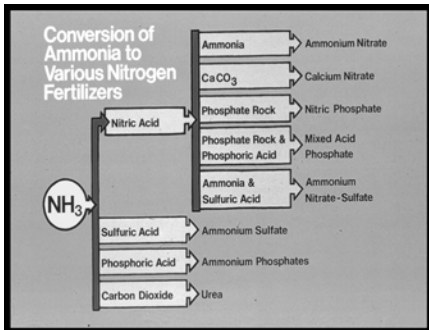 Conversion of
Ammonia to
Various Nitrogen
Fertilizers
NH₃
Nitric Acid
Ammonia
Ammonium Nitrate
CaCO₃
Calcium Nitrate
Phosphate Rock
Nitric Phosphate
Phosphate Rock &
Phosphoric Acid
Mixed Acid
Phosphate
Ammonia &
Sulfuric Acid
Ammonium
Nitrate-Sulfate
Sulfuric Acid
Ammonium Sulfate
Phosphoric Acid
Ammonium Phosphates
Carbon Dioxide
Urea